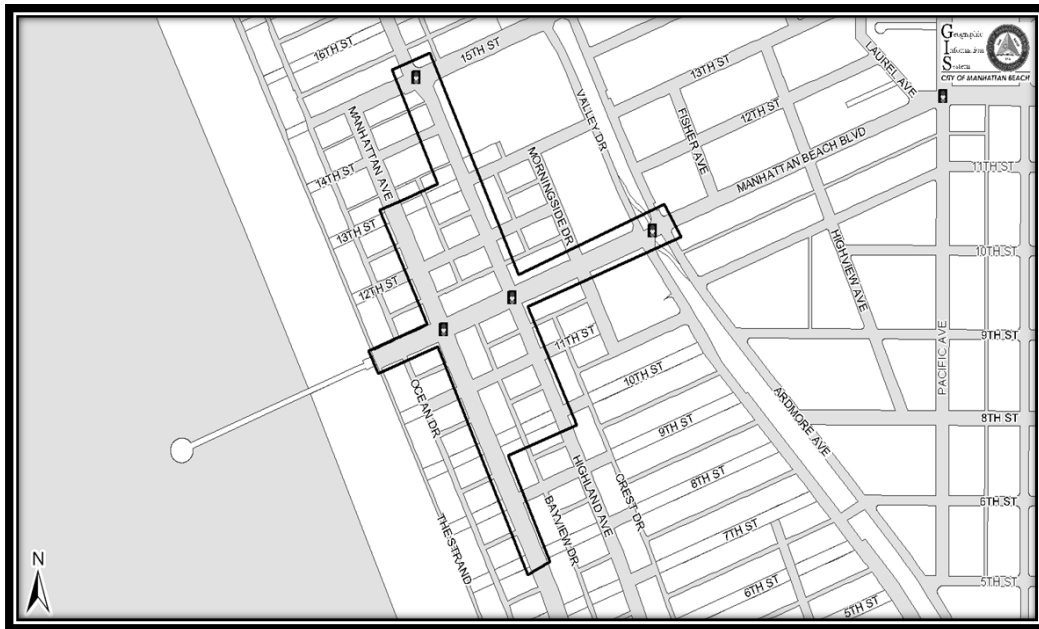 Geographic
Information
System
CITY OF MANHATTAN BEACH
16TH ST
15TH ST
LAUREL AVE
13TH ST
VALLEY DR
12TH ST
FISHER AVE
MANHATTAN AVE
MANHATTAN BEACH BLVD
14TH ST
MORNINGSIDE DR
11TH ST
13TH ST
HIGHVIEW AVE
10TH ST
12TH ST
11TH ST
9TH ST
PACIFIC AVE
10TH ST
OCEAN DR
ARDMORE AVE
8TH ST
9TH ST
HIGHLAND AVE
CREST DR
8TH ST
6TH ST
BAYVIEW DR
THE STRAND
7TH ST
N
6TH ST
5TH ST
5TH ST